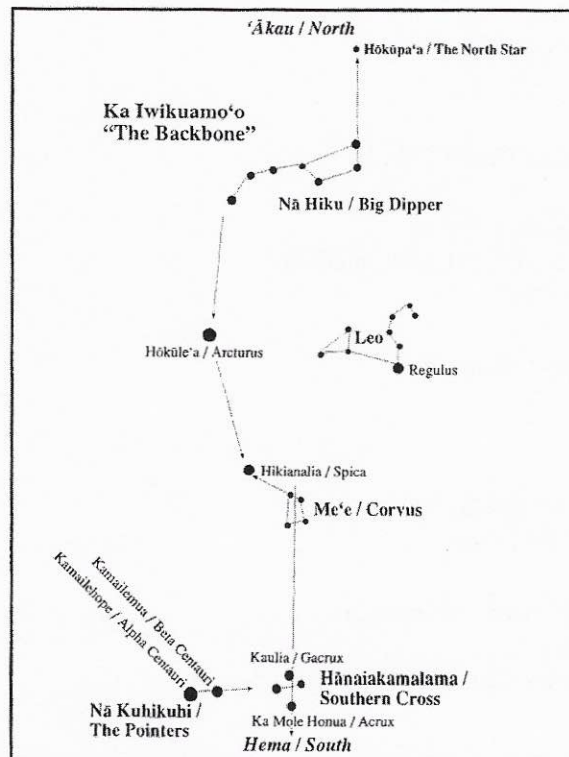 ʻĀkau / North
Hōkūpaʻa / The North Star
Ka Iwikuamoʻo
“The Backbone”
Nā Hiku / Big Dipper
Leo
Hōkūleʻa / Arcturus
Regulus
Hikianalia / Spica
Meʻe / Corvus
Kamailemua / Beta Centauri
Kamailehope / Alpha Centauri
Kaulia / Gacrux
Hānaiakamalama /
Southern Cross
Nā Kuhikuhi /
The Pointers
Ka Mole Honua / Acrux
Hema / South